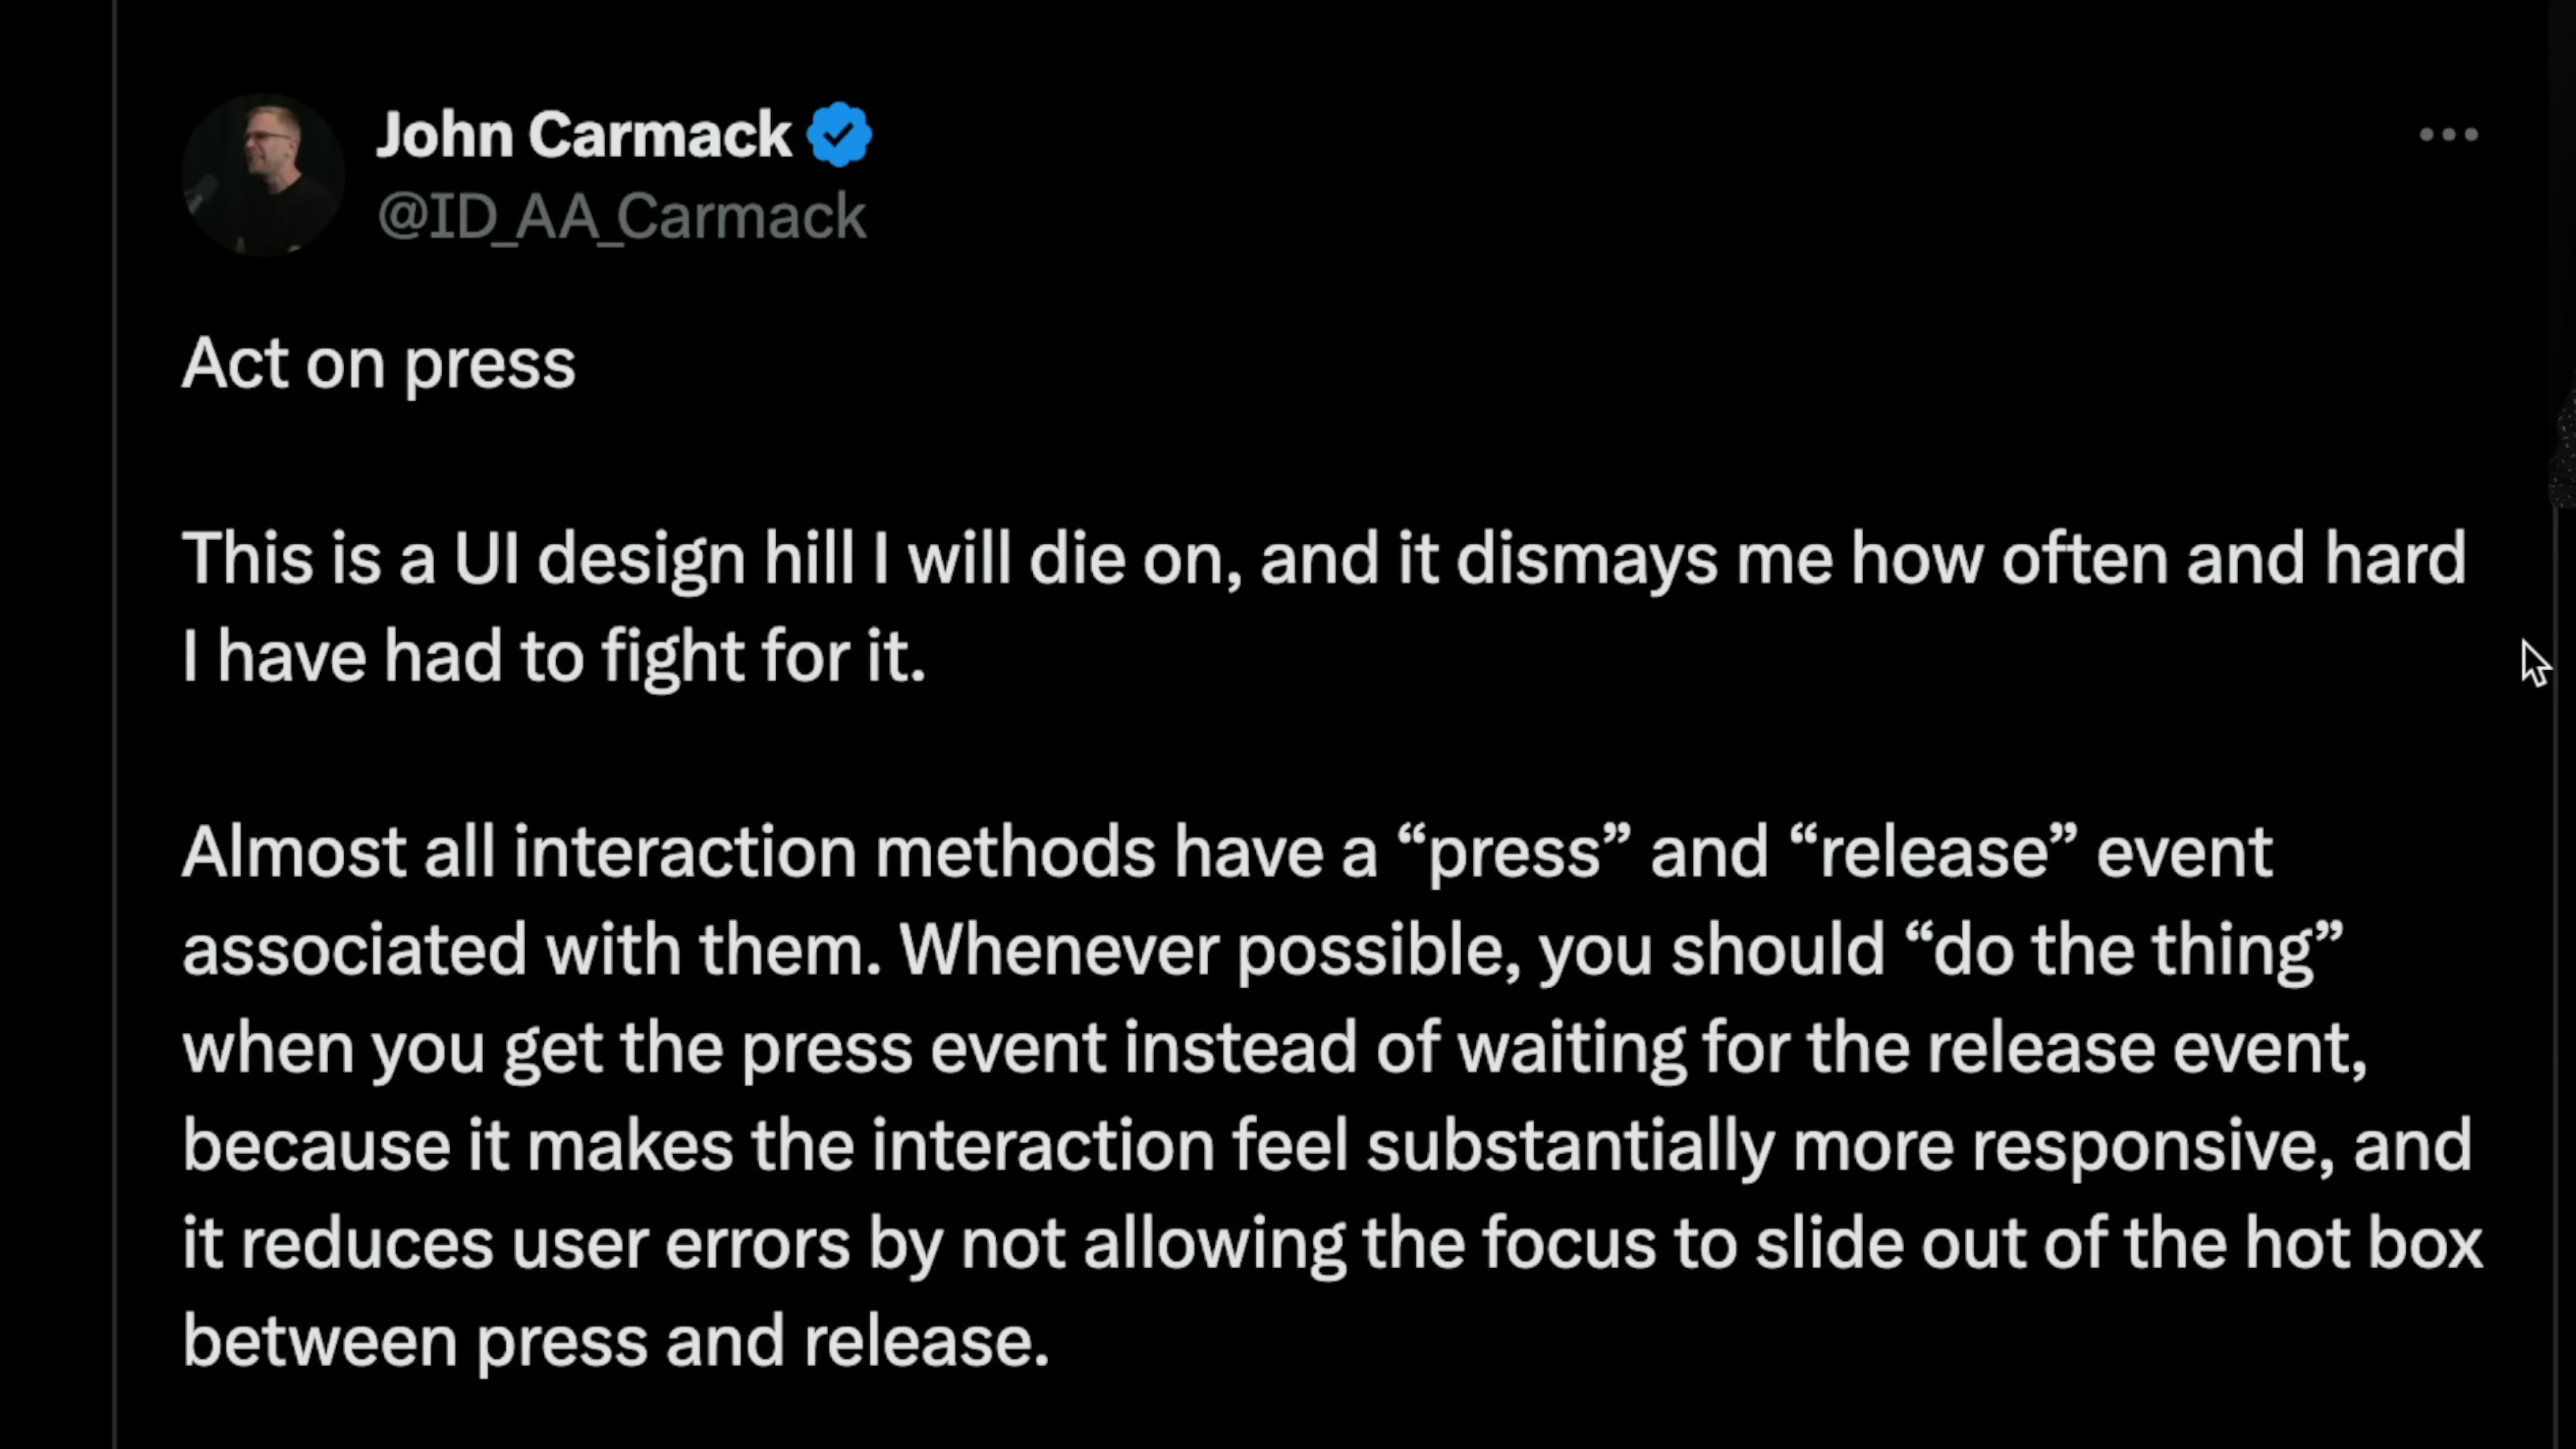 John Carmack
@ID_AA_Carmack
Act on press
This is a UI design hill I will die on, and it dismays me how often and hard
I have had to fight for it.
Almost all interaction methods have a “press” and “release” event
associated with them. Whenever possible, you should “do the thing”
when you get the press event instead of waiting for the release event,
because it makes the interaction feel substantially more responsive, and
it reduces user errors by not allowing the focus to slide out of the hot box
between press and release.